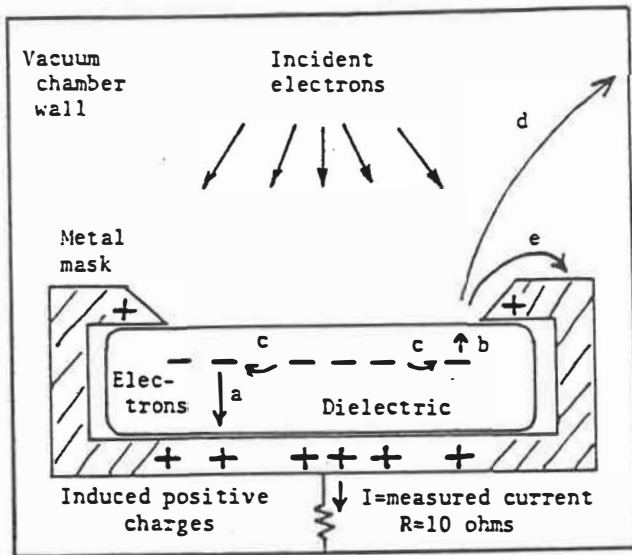 Vacuum
chamber
wall
Incident
electrons
d
e
Metal
mask
+
+
c
c
b
Elec-
trons
a
Dielectric
+ + + + + +
Induced positive
charges
I=measured current
R≈10 ohms